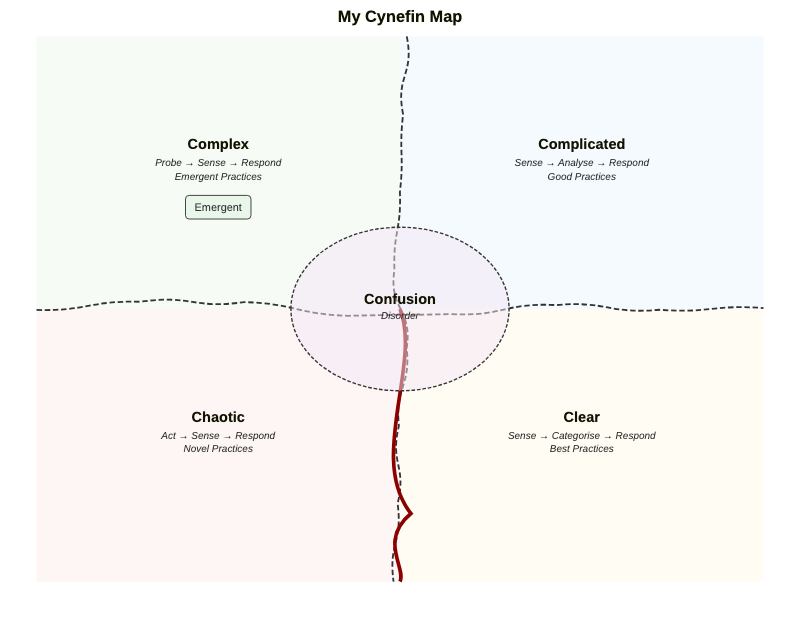 My Cynefin Map
Complex
Probe → Sense → Respond
Emergent Practices
Emergent
Complicated
Sense → Analyse → Respond
Good Practices
Confusion
Disorder
Chaotic
Act → Sense → Respond
Novel Practices
Clear
Sense → Categorise → Respond
Best Practices